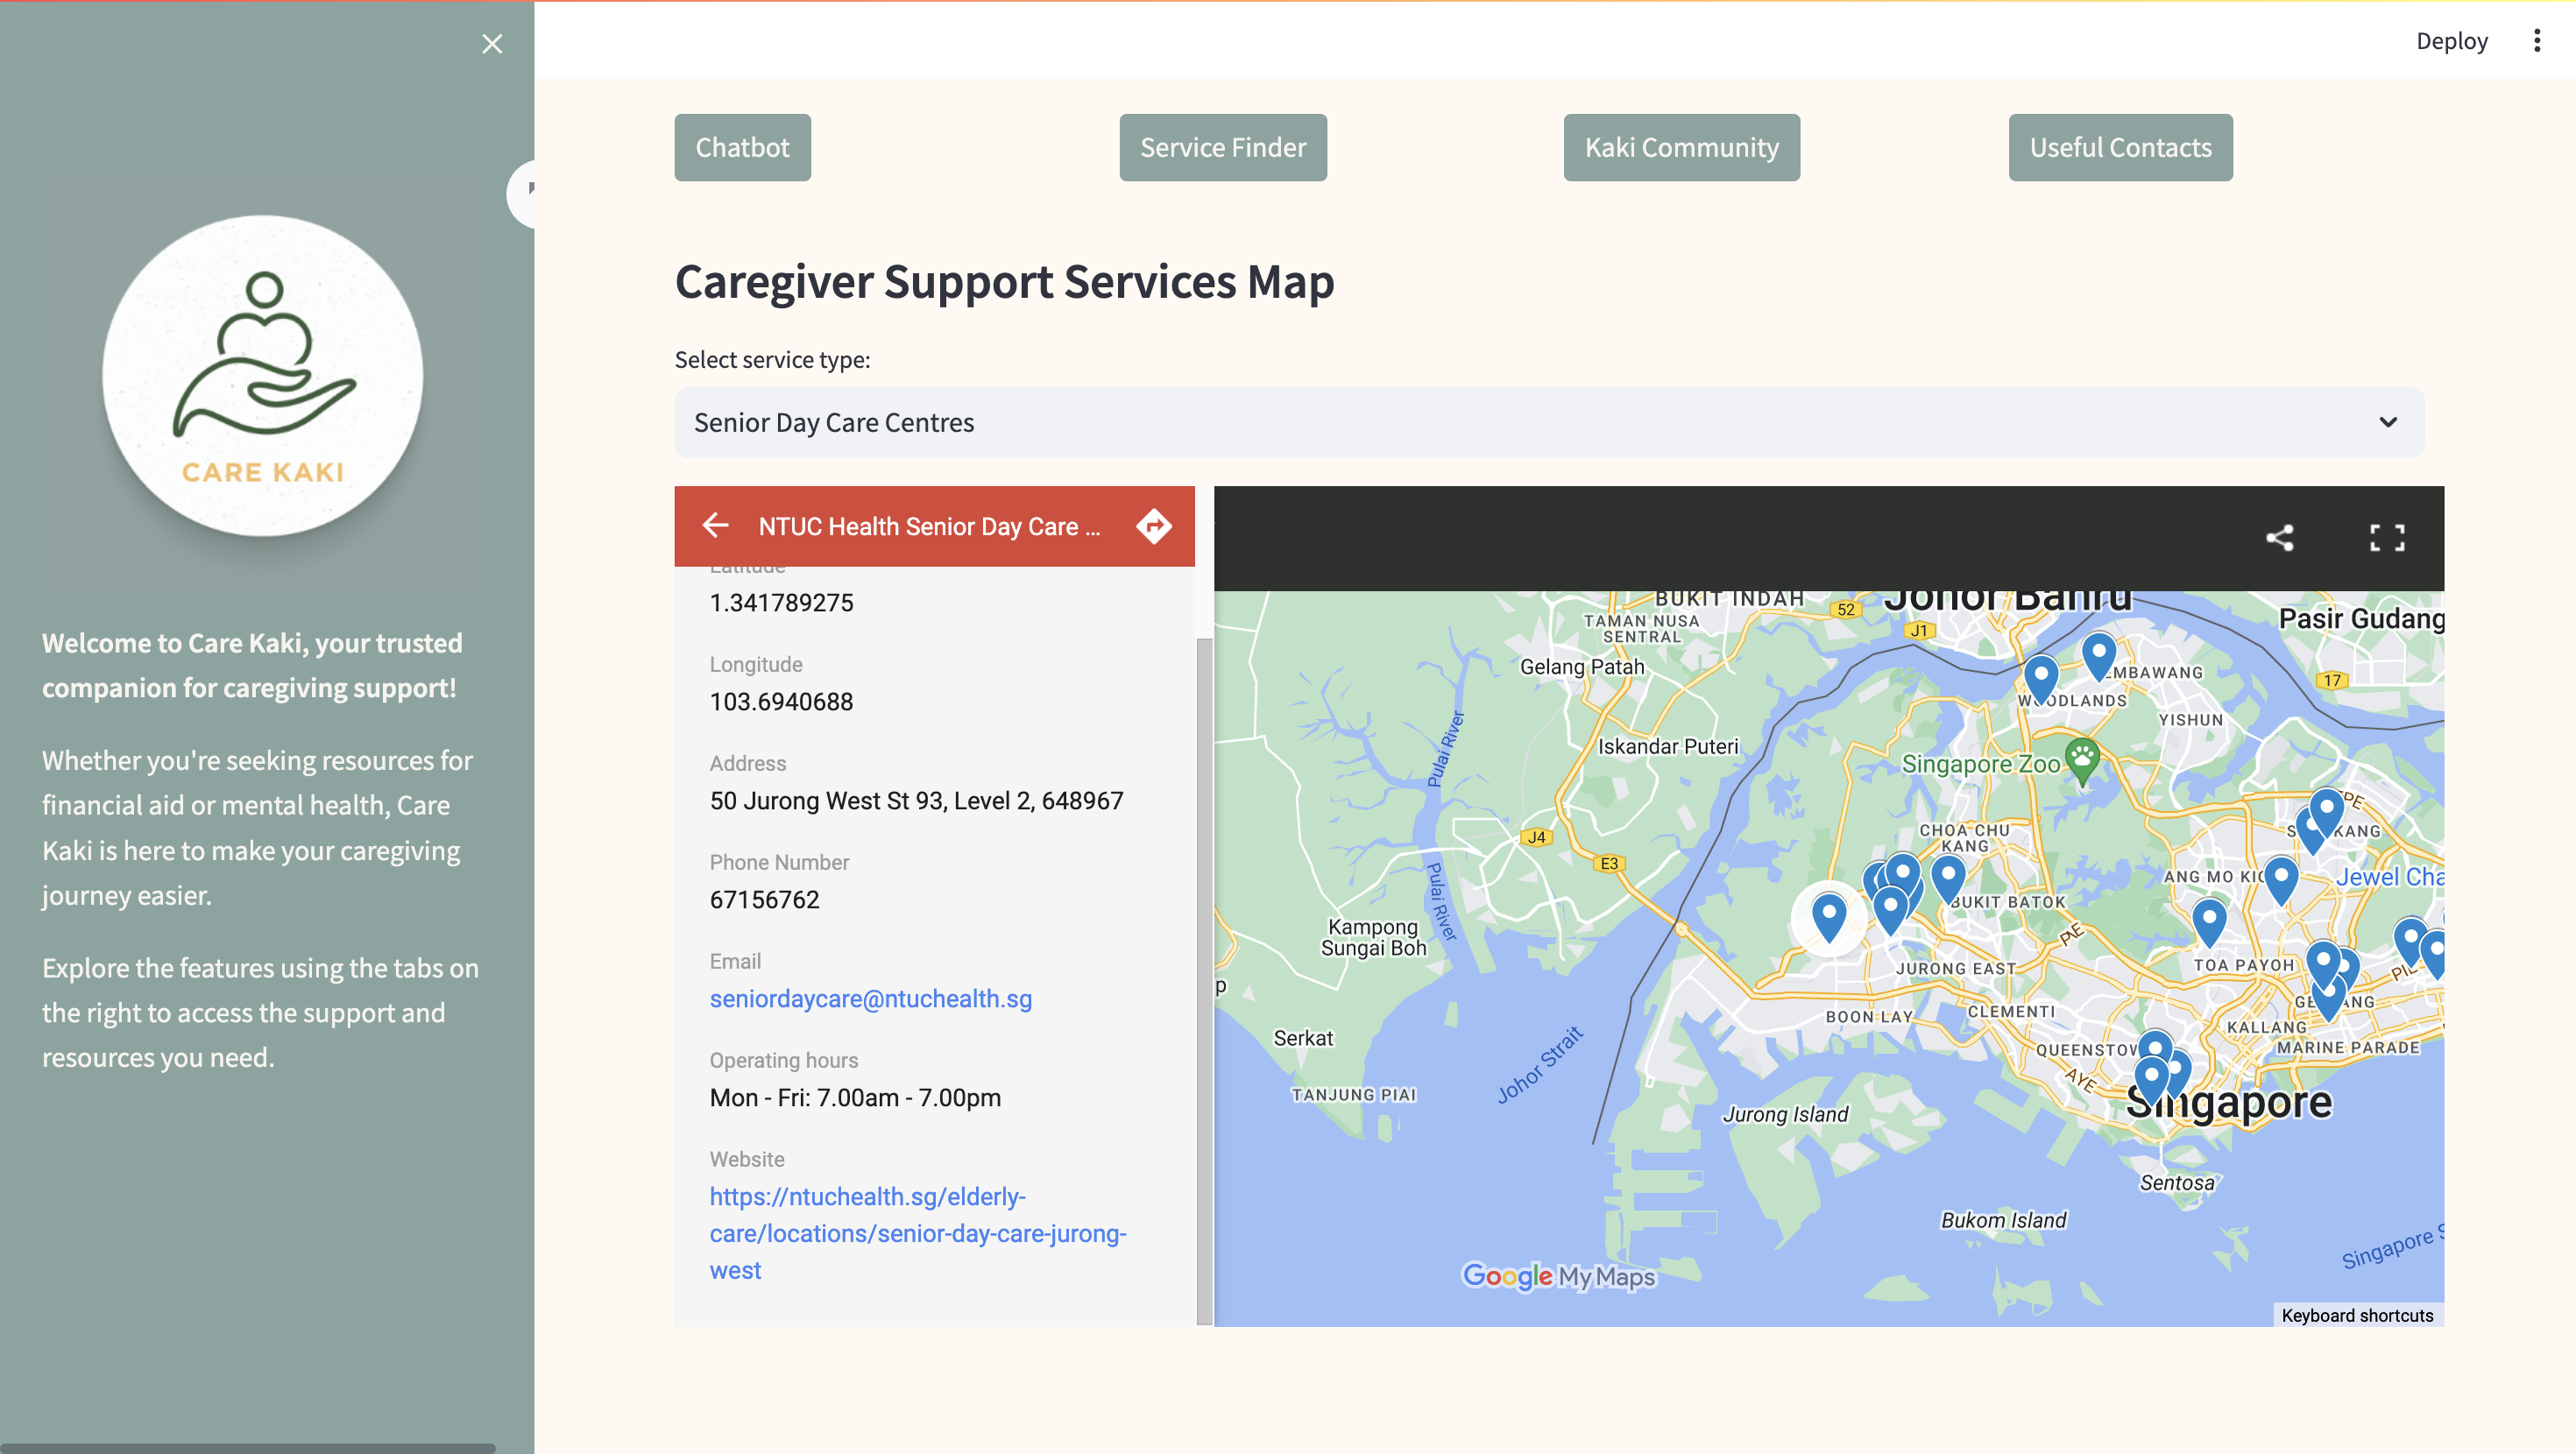 Deploy
Chatbot
Service Finder
Kaki Community
Useful Contacts
CARE KAKI
Welcome to Care Kaki, your trusted
companion for caregiving support!
Whether you're seeking resources for
financial aid or mental health, Care
Kaki is here to make your caregiving
journey easier.
Explore the features using the tabs on
the right to access the support and
resources you need.
Caregiver Support Services Map
Select service type:
Senior Day Care Centres
NTUC Health Senior Day Care ...
Latitude
1.341789275
Longitude
103.6940688
Address
50 Jurong West St 93, Level 2, 648967
Phone Number
67156762
Email
seniordaycare@ntuchealth.sg
Operating hours
Mon - Fri: 7.00am - 7.00pm
Website
https://ntuchealth.sg/elderly-
care/locations/senior-day-care-jurong-
west
BUKIT INDAH
52
Johor Bahru
TAMAN NUSA
SENTRAL
J1
Pasir Gudang
Gelang Patah
MBAWANG
17
WOODLANDS
YISHUN
Pulai River
Iskandar Puteri
Singapore Zoo
PE
J4
CHOA CHU
KANG
S
KANG
E3
Pulai River
ANG MO KIO
Jewel Cha
BUKIT BATOK
Kampong
Sungai Boh
PIE
JURONG EAST
TOA PAYOH
PIE
p
GE ANG
BOON LAY
CLEMENTI
KALLANG
Serkat
QUEENSTOW
MARINE PARADE
Johor Strait
AYE
TANJUNG PIAI
Singapore
Jurong Island
Sentosa
Bukom Island
Singapore S
Google My Maps
Keyboard shortcuts